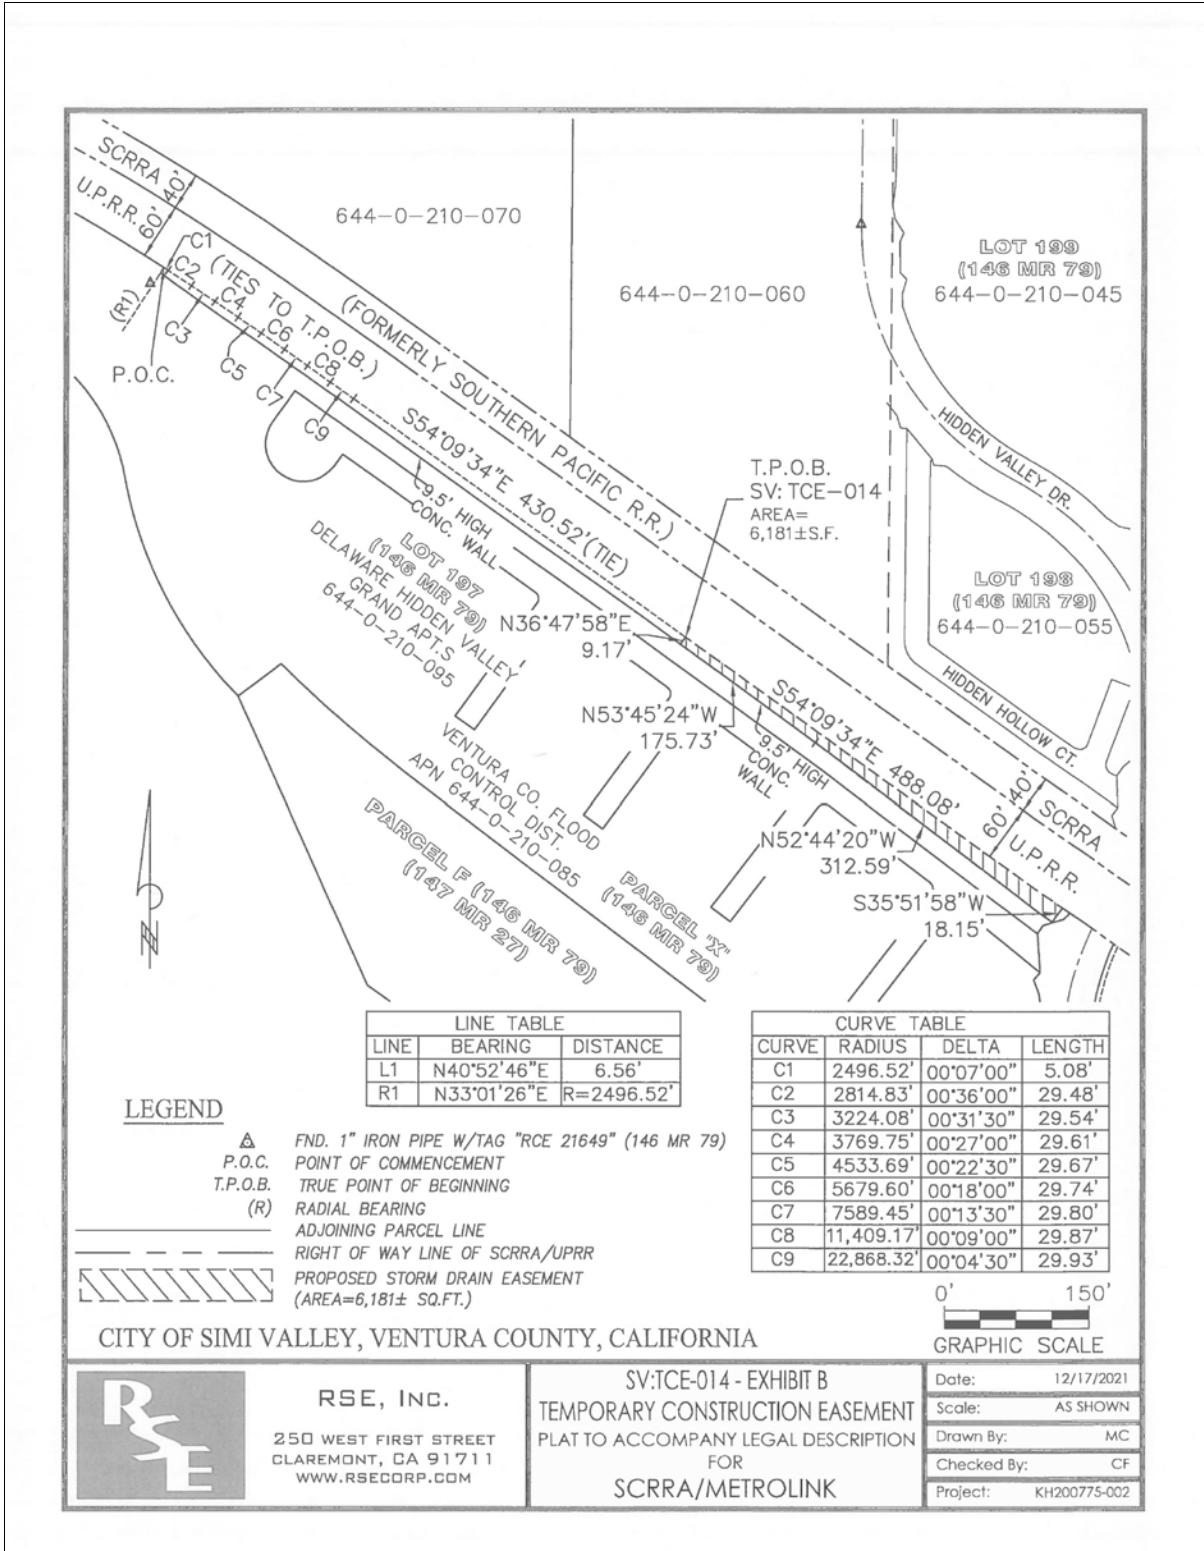 SCRRA
U.P.R.R.
40'
60'
C1
(TIES TO T.P.O.B.)
C2
C3
C4
C5
C6
C7
C8
C9
(R1)
P.O.C.
644-0-210-070
644-0-210-060
LOT 199
(146 MR 79)
644-0-210-045
(FORMERLY SOUTHERN PACIFIC R.R.)
S54°09'34"E 430.52'(TIE)
9.5' HIGH
CONC. WALL
HIDDEN VALLEY DR.
T.P.O.B.
SV: TCE-014
AREA=
6,181±S.F.
LOT 197
(146 MR 79)
DELAWARE HIDDEN VALLEY
GRAND APT.S
644-0-210-095
LOT 198
(146 MR 79)
644-0-210-055
N36°47'58"E
9.17'
HIDDEN HOLLOW CT.
N53°45'24"W
175.73'
S54°09'34"E 488.08'
9.5' HIGH
CONC.
WALL
VENTURA CO. FLOOD
CONTROL DIST.
APN 644-0-210-085
PARCEL F (146 MR 79)
(147 MR 27)
PARCEL "X"
(146 MR 79)
N52°44'20"W
312.59'
60'
40'
SCRRA
U.P.R.R.
S35°51'58"W
18.15'
N
LINE TABLE
LINE BEARING DISTANCE
L1 N40°52'46"E 6.56'
R1 N33°01'26"E R=2496.52'
CURVE TABLE
CURVE RADIUS DELTA LENGTH
C1 2496.52' 00°07'00" 5.08'
C2 2814.83' 00°36'00" 29.48'
C3 3224.08' 00°31'30" 29.54'
C4 3769.75' 00°27'00" 29.61'
C5 4533.69' 00°22'30" 29.67'
C6 5679.60' 00°18'00" 29.74'
C7 7589.45' 00°13'30" 29.80'
C8 11,409.17' 00°09'00" 29.87'
C9 22,868.32' 00°04'30" 29.93'
LEGEND
FND. 1" IRON PIPE W/TAG "RCE 21649" (146 MR 79)
P.O.C. POINT OF COMMENCEMENT
T.P.O.B. TRUE POINT OF BEGINNING
(R) RADIAL BEARING
ADJOINING PARCEL LINE
RIGHT OF WAY LINE OF SCRRA/UPRR
PROPOSED STORM DRAIN EASEMENT
(AREA=6,181± SQ.FT.)
0' 150'
GRAPHIC SCALE
CITY OF SIMI VALLEY, VENTURA COUNTY, CALIFORNIA
RSE
RSE, INC.
250 WEST FIRST STREET
CLAREMONT, CA 91711
WWW.RSECORP.COM
SV:TCE-014 - EXHIBIT B
TEMPORARY CONSTRUCTION EASEMENT
PLAT TO ACCOMPANY LEGAL DESCRIPTION
FOR
SCRRA/METROLINK
Date: 12/17/2021
Scale: AS SHOWN
Drawn By: MC
Checked By: CF
Project: KH200775-002